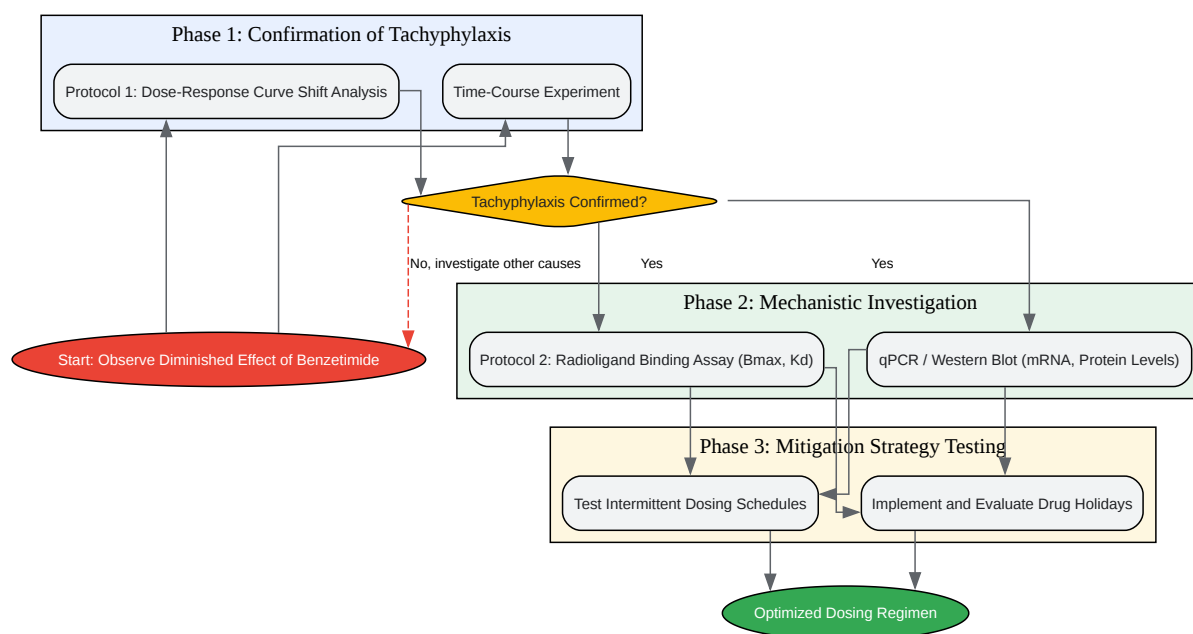 Phase 1: Confirmation of Tachyphylaxis
Protocol 1: Dose-Response Curve Shift Analysis
Time-Course Experiment
Tachyphylaxis Confirmed?
No, investigate other causes
Yes
Yes
Phase 2: Mechanistic Investigation
Start: Observe Diminished Effect of Benzetimide
Protocol 2: Radioligand Binding Assay (Bmax, Kd)
qPCR / Western Blot (mRNA, Protein Levels)
Phase 3: Mitigation Strategy Testing
Test Intermittent Dosing Schedules
Implement and Evaluate Drug Holidays
Optimized Dosing Regimen